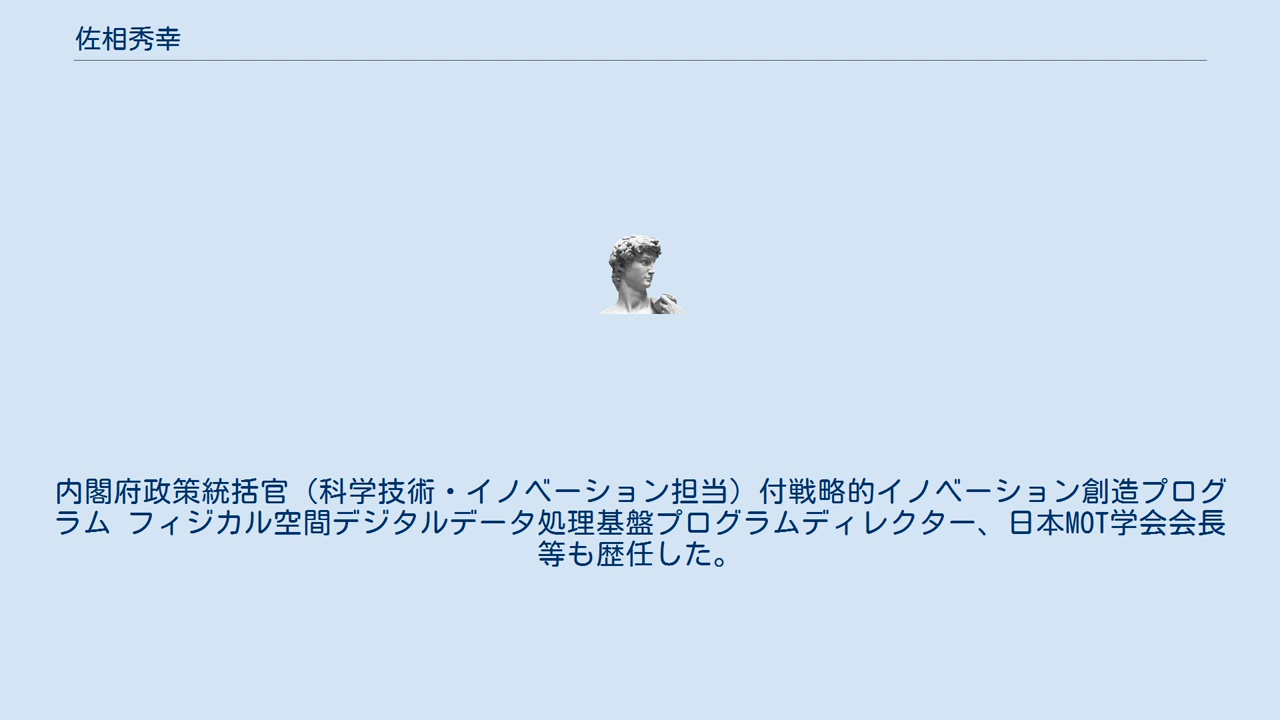 佐相秀幸
内閣府政策統括官（科学技術・イノベーション担当）付戦略的イノベーション創造プログ
ラム フィジカル空間デジタルデータ処理基盤プログラムディレクター、日本MOT学会会長
等も歴任した。